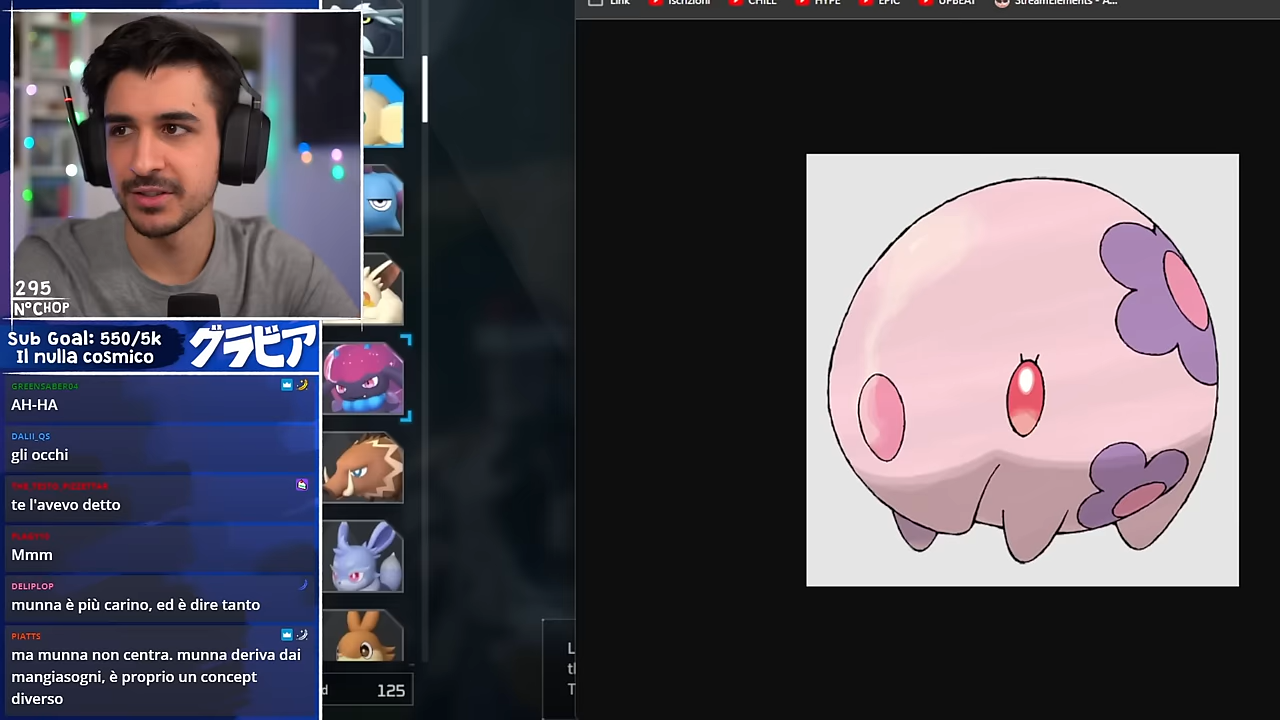 Link
Iscrizioni
CHILL
HYPE
EPIC
UPBEAT
StreamElements - A...
295
N°CHOP
Sub Goal: 550/5k
Il nulla cosmico
グラビア
GREENSABER04
AH-HA
DALII_QS
gli occhi
te l'avevo detto
Mmm
DELIPLOP
munna è più carino, ed è dire tanto
PIATTS
ma munna non centra. munna deriva dai
mangiasogni, è proprio un concept
diverso
d 125
L
th
T